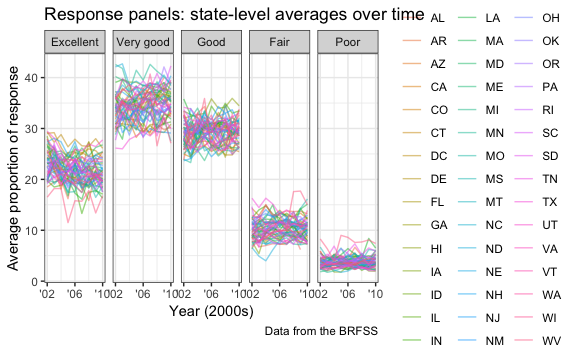 Response panels: state-level averages over time
Excellent Very good Good Fair Poor
Average proportion of response
40
30
20
10
0
'02 '06 '10 '02 '06 '10 '02 '06 '10 '02 '06 '10 '02 '06 '10
Year (2000s)
Data from the BRFSS
AL LA OH
AR MA OK
AZ MD OR
CA ME PA
CO MI RI
CT MN SC
DC MO SD
DE MS TN
FL MT TX
GA NC UT
HI ND VA
IA NE VT
ID NH WA
IL NJ WI
IN NM WV